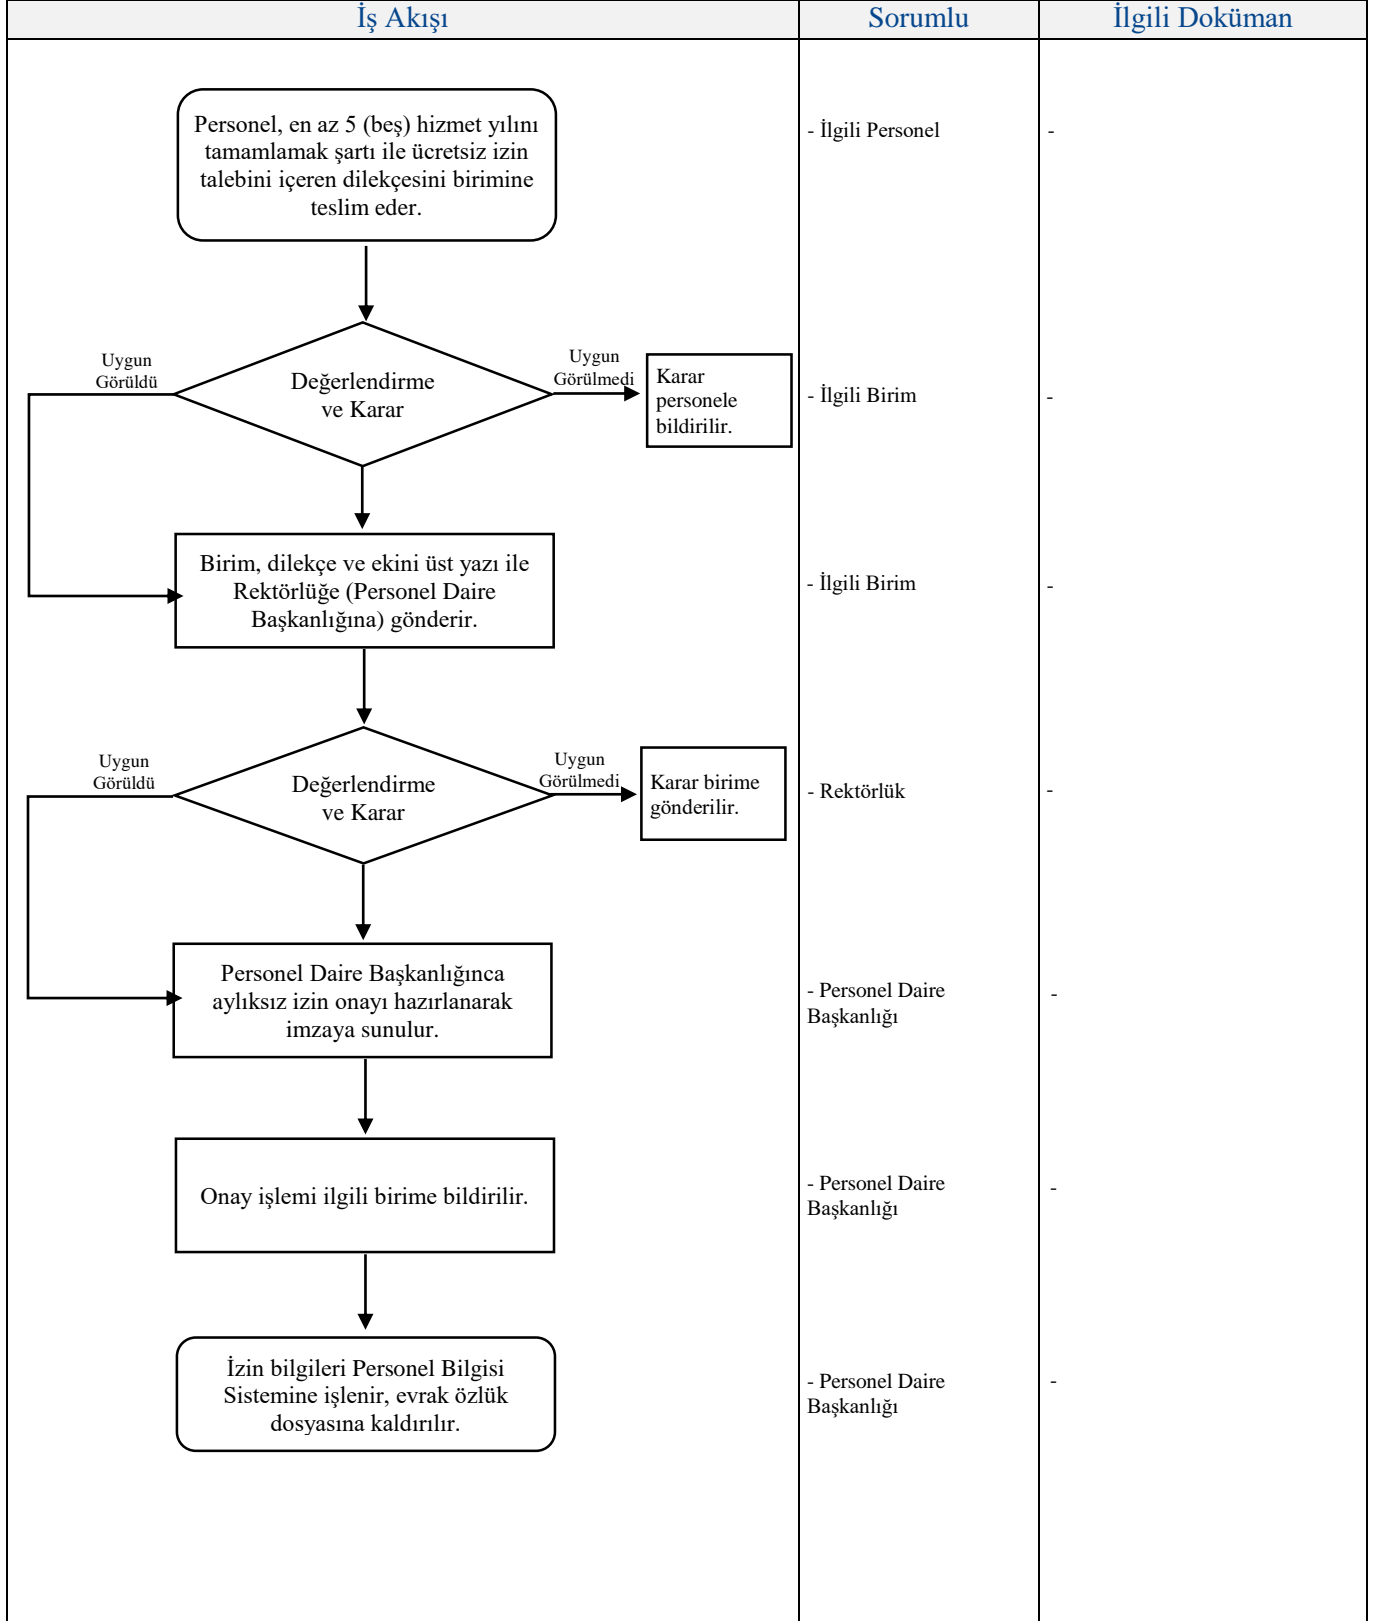 İş Akışı
Sorumlu
İlgili Doküman
Personel, en az 5 (beş) hizmet yılını
tamamlamak şartı ile ücretsiz izin
talebini içeren dilekçesini birimine
teslim eder.
- İlgili Personel
-
Uygun
Görüldü
Değerlendirme
ve Karar
Uygun
Görülmedi
Karar
personele
bildirilir.
- İlgili Birim
-
Birim, dilekçe ve ekini üst yazı ile
Rektörlüğe (Personel Daire
Başkanlığına) gönderir.
- İlgili Birim
-
Uygun
Görüldü
Değerlendirme
ve Karar
Uygun
Görülmedi
Karar birime
gönderilir.
- Rektörlük
-
Personel Daire Başkanlığınca
aylıksız izin onayı hazırlanarak
imzaya sunulur.
- Personel Daire
Başkanlığı
-
Onay işlemi ilgili birime bildirilir.
- Personel Daire
Başkanlığı
-
İzin bilgileri Personel Bilgisi
Sistemine işlenir, evrak özlük
dosyasına kaldırılır.
- Personel Daire
Başkanlığı
-